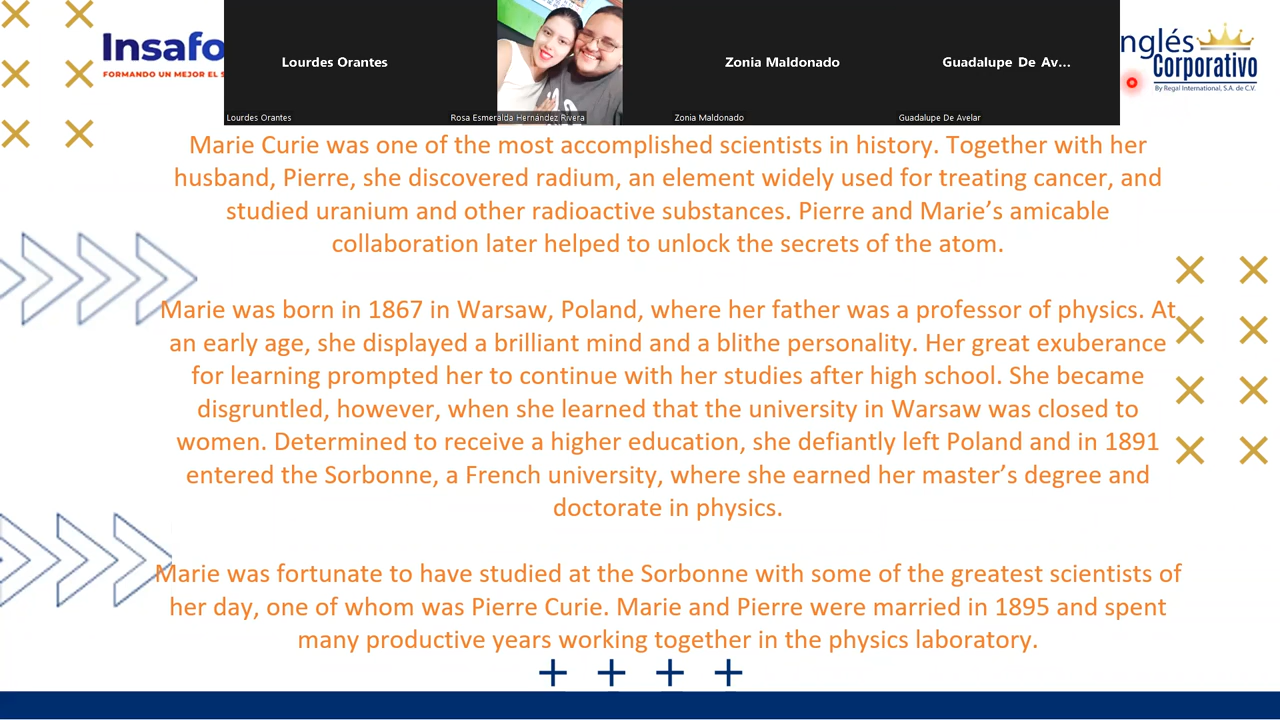 Insafo
FORMANDO UN MEJOR EL S
Lourdes Orantes
Zonia Maldonado
Guadalupe De Av...
Lourdes Orantes
Rosa Esmeralda Hernández Rivera
Zonia Maldonado
Guadalupe De Avelar
nglés
Corporativo
By Regal International, S.A. de C.V.
Marie Curie was one of the most accomplished scientists in history. Together with her
husband, Pierre, she discovered radium, an element widely used for treating cancer, and
studied uranium and other radioactive substances. Pierre and Marie’s amicable
collaboration later helped to unlock the secrets of the atom.
Marie was born in 1867 in Warsaw, Poland, where her father was a professor of physics. At
an early age, she displayed a brilliant mind and a blithe personality. Her great exuberance
for learning prompted her to continue with her studies after high school. She became
disgruntled, however, when she learned that the university in Warsaw was closed to
women. Determined to receive a higher education, she defiantly left Poland and in 1891
entered the Sorbonne, a French university, where she earned her master’s degree and
doctorate in physics.
Marie was fortunate to have studied at the Sorbonne with some of the greatest scientists of
her day, one of whom was Pierre Curie. Marie and Pierre were married in 1895 and spent
many productive years working together in the physics laboratory.